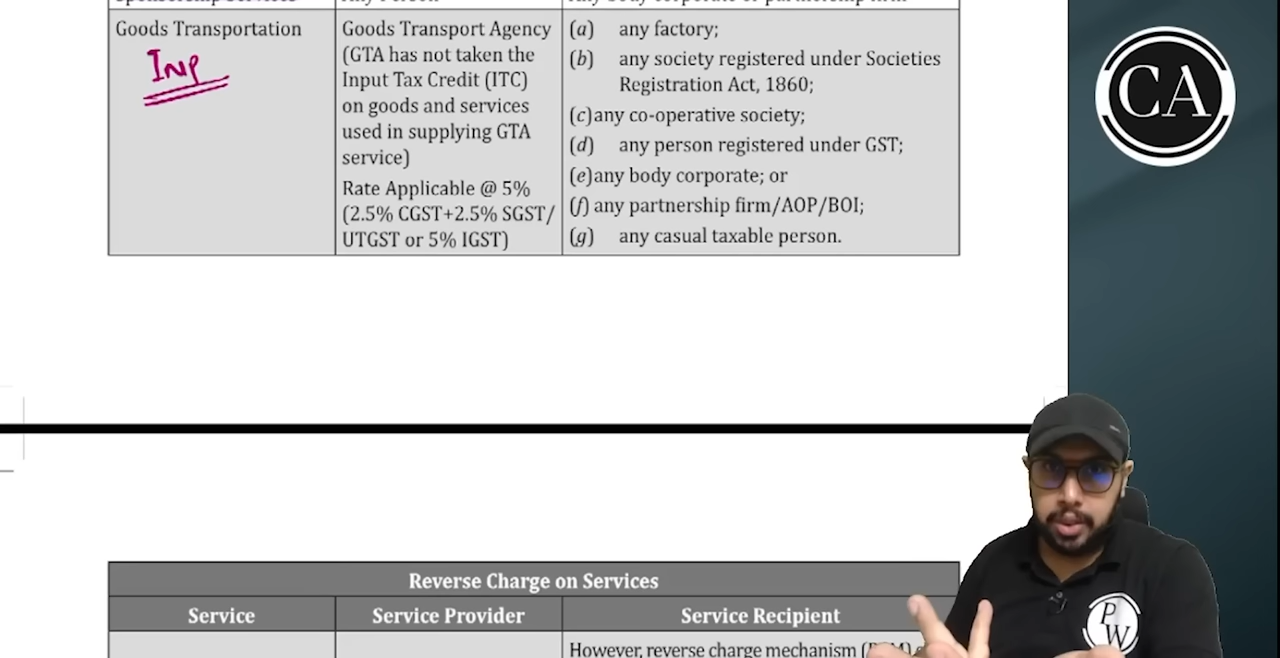 Goods Transportation
INP
Goods Transport Agency
(GTA has not taken the
Input Tax Credit (ITC)
on goods and services
used in supplying GTA
service)
Rate Applicable @ 5%
(2.5% CGST+2.5% SGST/
UTGST or 5% IGST)
(a) any factory;
(b) any society registered under Societies
Registration Act, 1860;
(c)any co-operative society;
(d) any person registered under GST;
(e)any body corporate; or
(f) any partnership firm/AOP/BOI;
(g) any casual taxable person.
CA
Reverse Charge on Services
Service Service Provider Service Recipient
However, reverse charge mechanism
PW